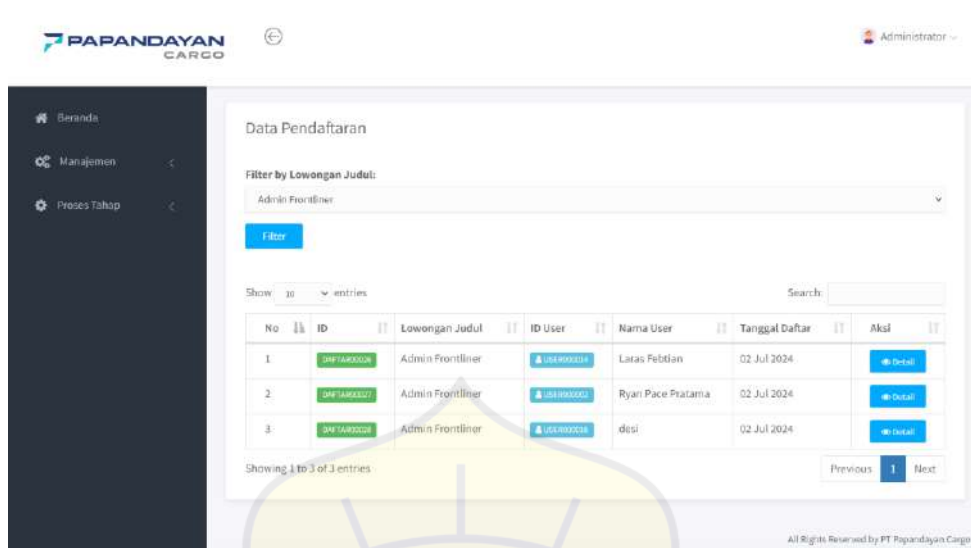 PAPANDAYAN
CARGO
Administrator
Beranda
Manajemen
Proses Tahap
Data Pendaftaran
Filter by Lowongan Judul:
Admin Frontliner
Filter
Show 10 entries
Search:
No ID Lowongan Judul ID User Nama User Tanggal Daftar Aksi
1 Admin Frontliner Laras Febtian 02 Jul 2024 Detail
2 Admin Frontliner Ryan Pace Pratama 02 Jul 2024 Detail
3 Admin Frontliner desi 02 Jul 2024 Detail
Showing 1 to 3 of 3 entries
Previous 1 Next
All Rights Reserved by PT Papandayan Cargo